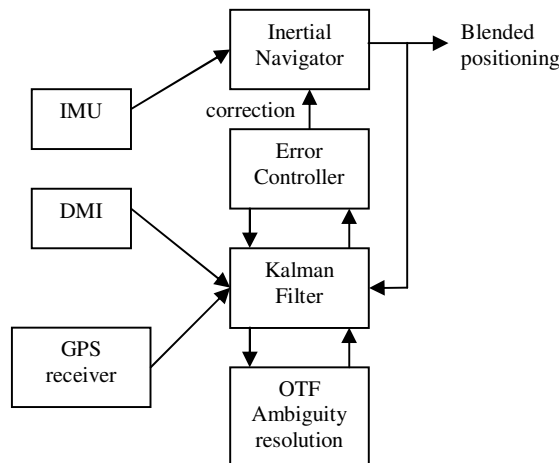 Inertial
Navigator
Blended
positioning
IMU
correction
Error
Controller
DMI
Kalman
Filter
GPS
receiver
OTF
Ambiguity
resolution